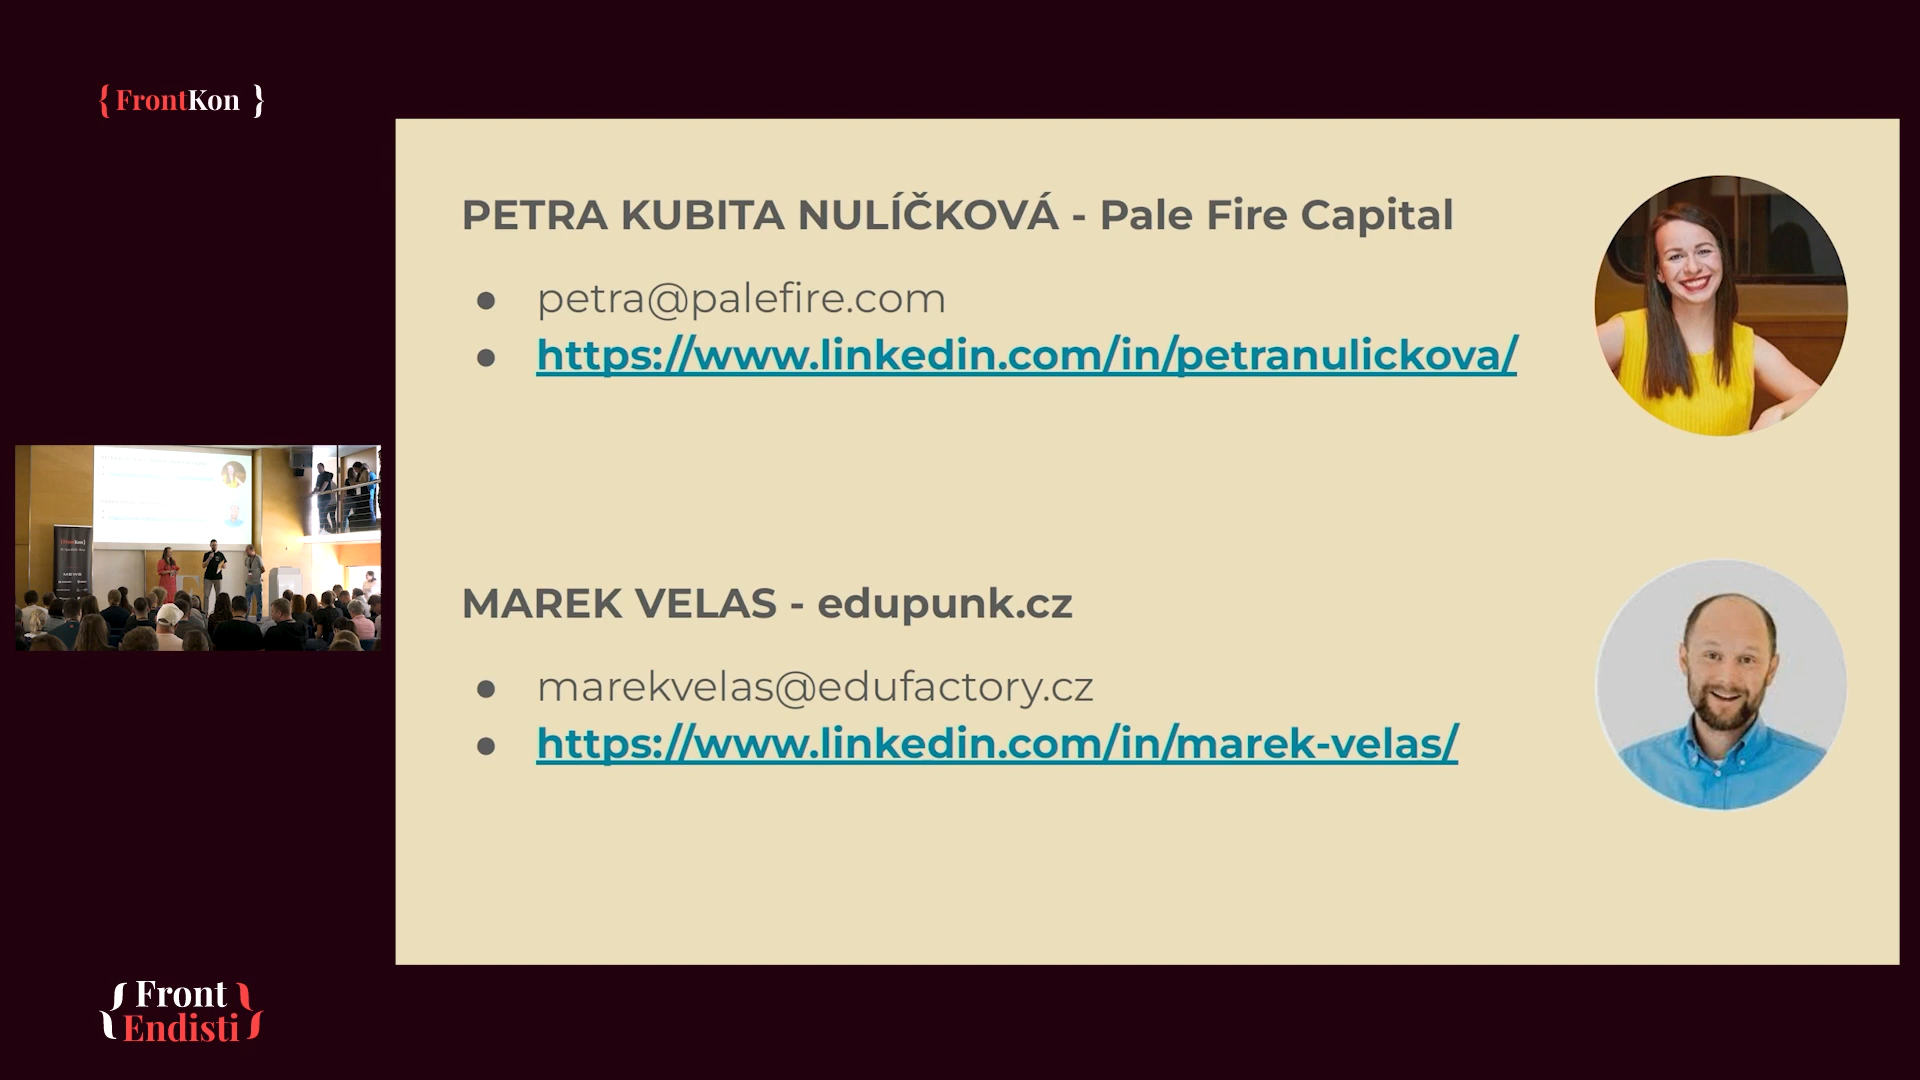 { FrontKon }
PETRA KUBITA NULÍČKOVÁ - Pale Fire Capital
● petra@palefire.com
● https://www.linkedin.com/in/petranulickova/
MAREK VELAS - edupunk.cz
● marekvelas@edufactory.cz
● https://www.linkedin.com/in/marek-velas/
{ Front }
{ Endisti }